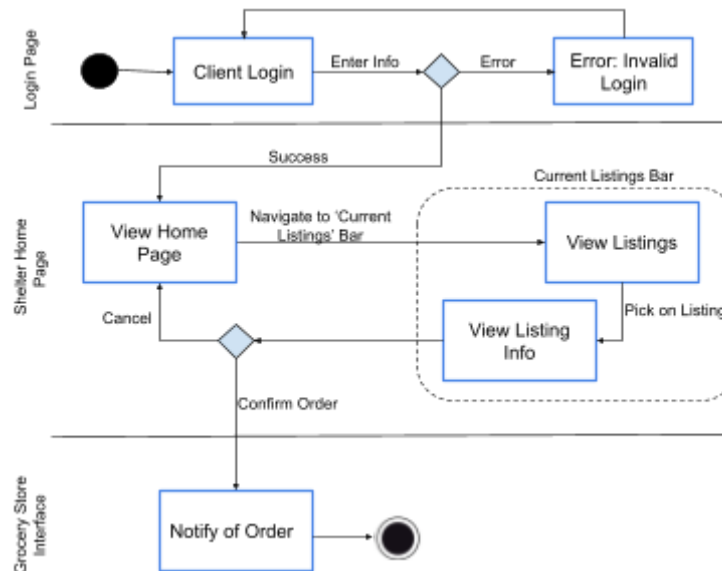 Login Page
Client Login
Enter Info
Error
Error: Invalid
Login
Success
Current Listings Bar
Shelter Home
Page
View Home
Page
Navigate to 'Current
Listings' Bar
View Listings
Pick on Listing
View Listing
Info
Cancel
Confirm Order
Grocery Store
Interface
Notify of Order